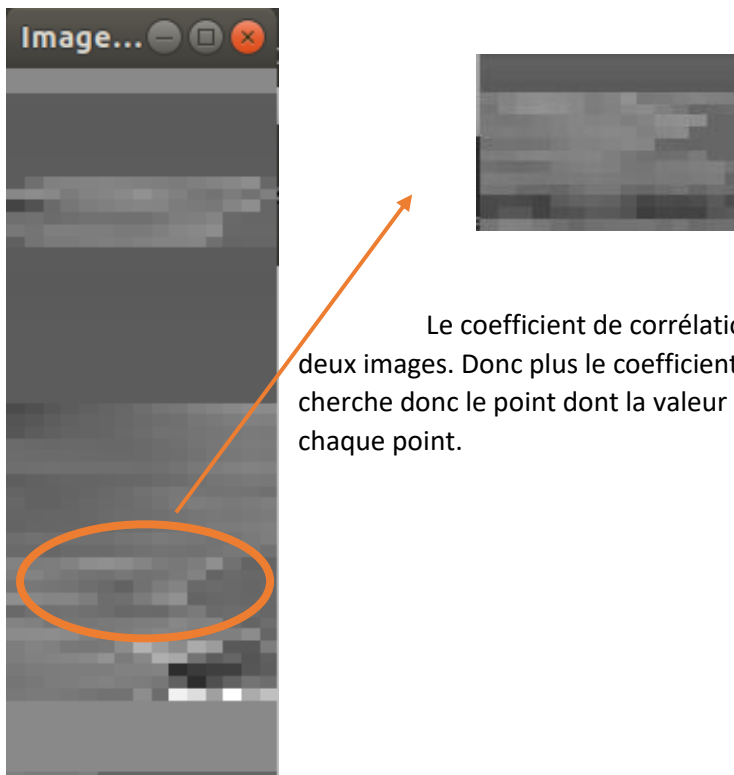 Image...
Le coefficient de corrélatio
deux images. Donc plus le coefficient
cherche donc le point dont la valeur
chaque point.